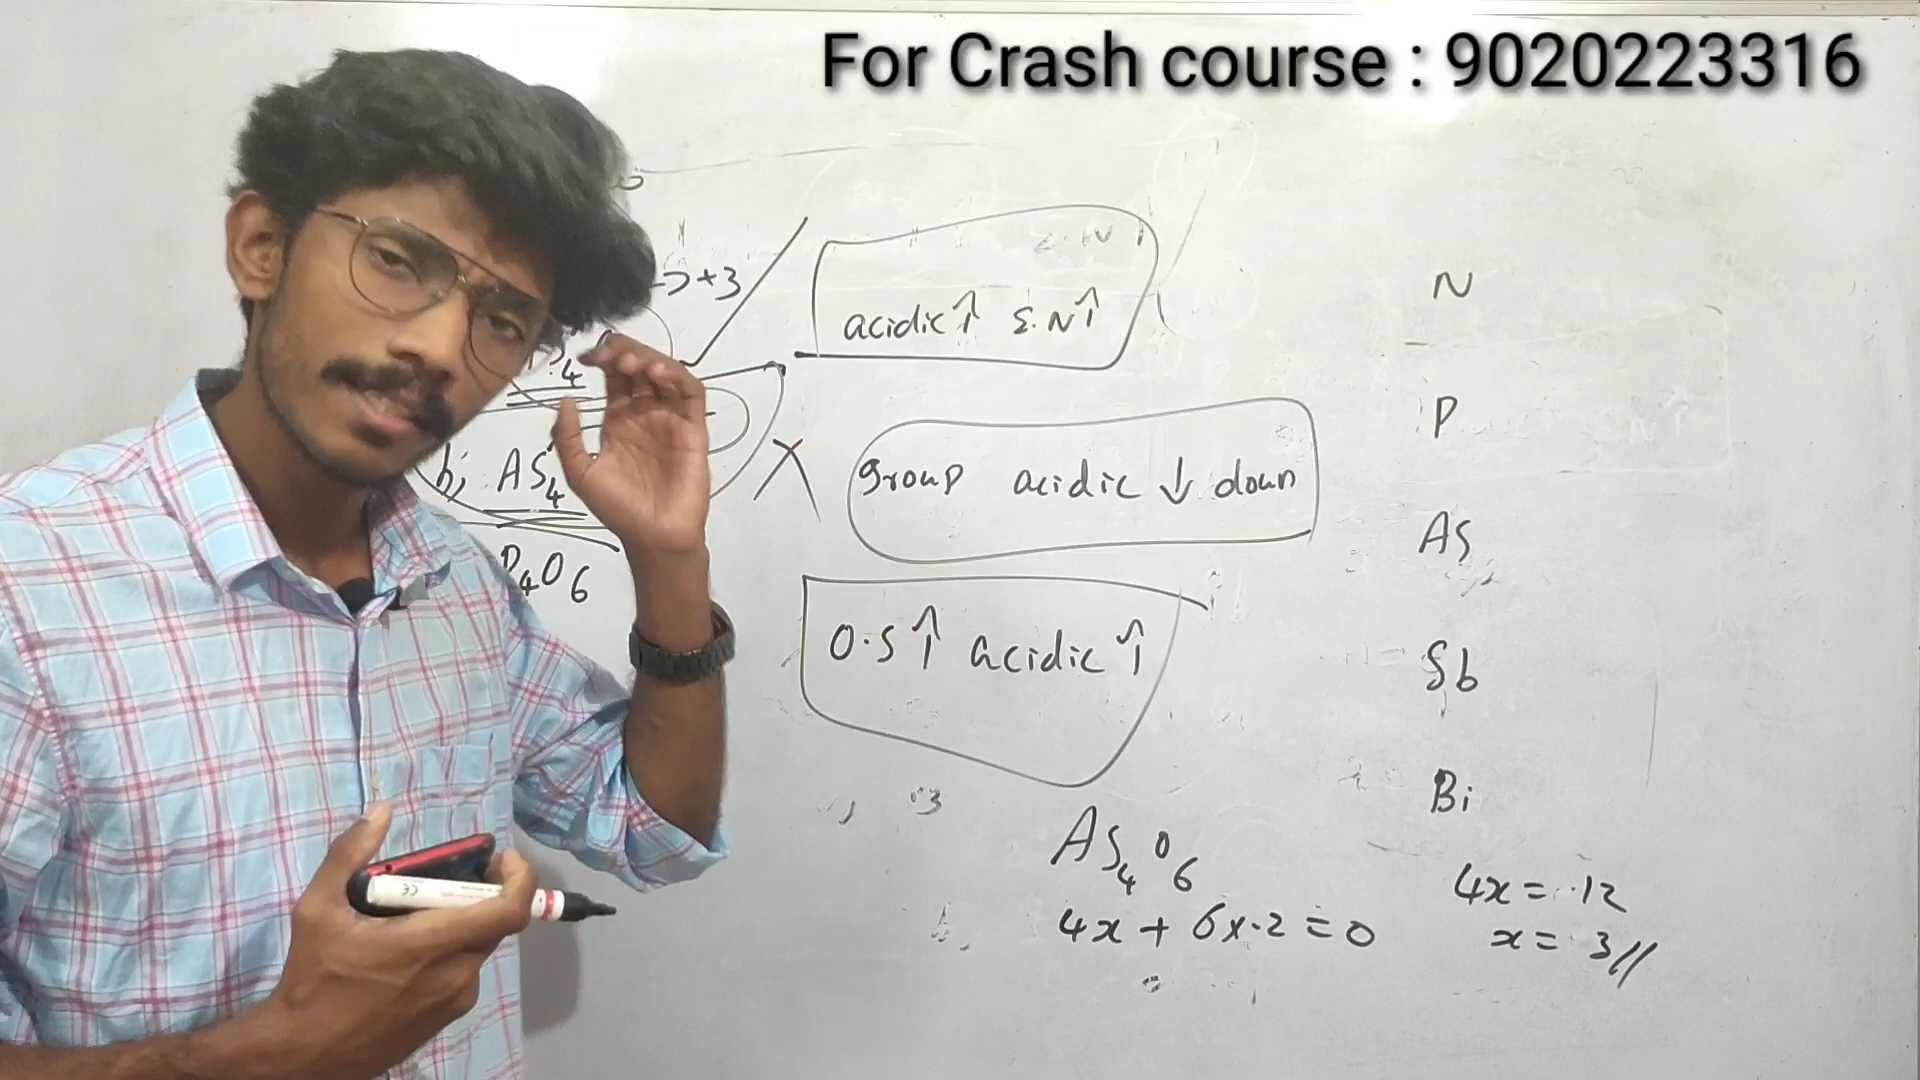 For Crash course : 9020223316
→ +3
acidic ↑ E.N ↑
4
b, AS4
P4O6
group acidic ↓ down
O.S ↑ acidic ↑
N
P
AS
Sb
Bi
AS4O6
4x + 6x-2 = 0
4x = 12
x = 3//